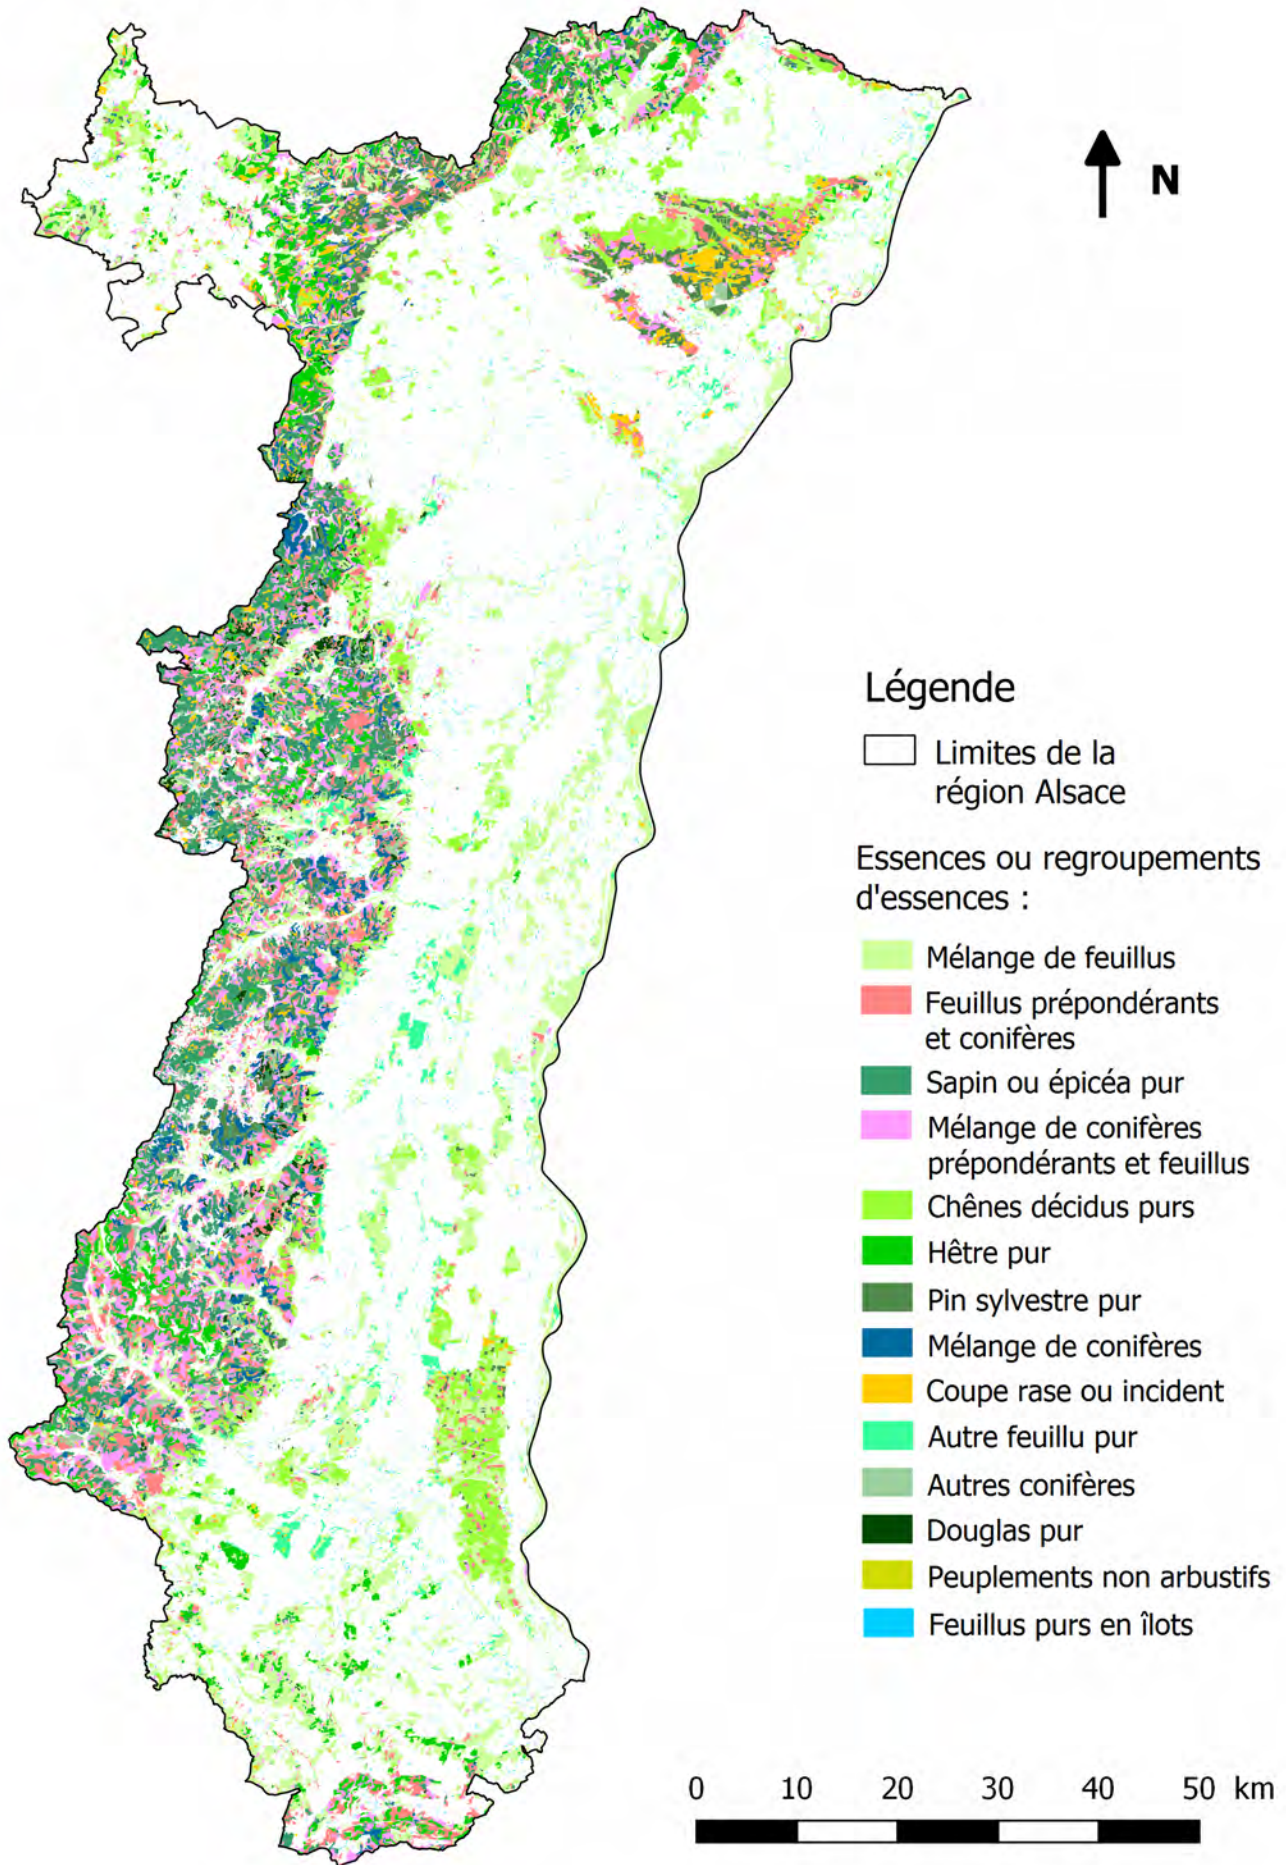 N
Légende
Limites de la
région Alsace
Essences ou regroupements
d'essences :
Mélange de feuillus
Feuillus prépondérants
et conifères
Sapin ou épicéa pur
Mélange de conifères
prépondérants et feuillus
Chênes décidus purs
Hêtre pur
Pin sylvestre pur
Mélange de conifères
Coupe rase ou incident
Autre feuillu pur
Autres conifères
Douglas pur
Peuplements non arbustifs
Feuillus purs en îlots
0 10 20 30 40 50 km